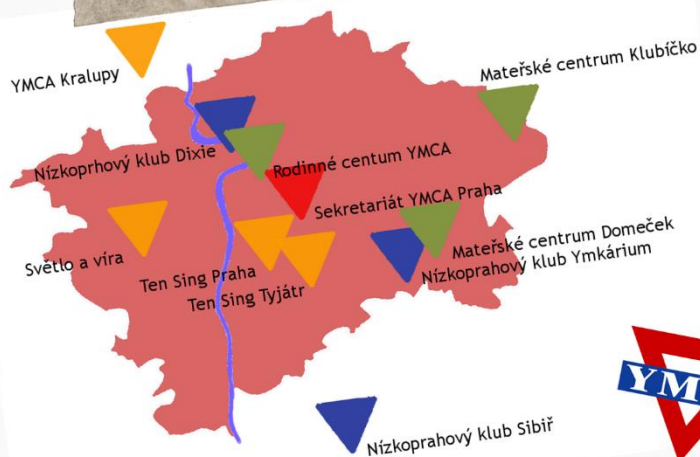 YMCA Kralupy
Mateřské centrum Klubíčko
Nízkoprhový klub Dixie
Rodinné centum YMCA
Sekretariát YMCA Praha
Světlo a víra
Ten Sing Praha
Ten Sing Tyjátr
Mateřské centrum Domeček
Nízkoprahový klub Ymkárium
Nízkoprahový klub Sibiř
YM